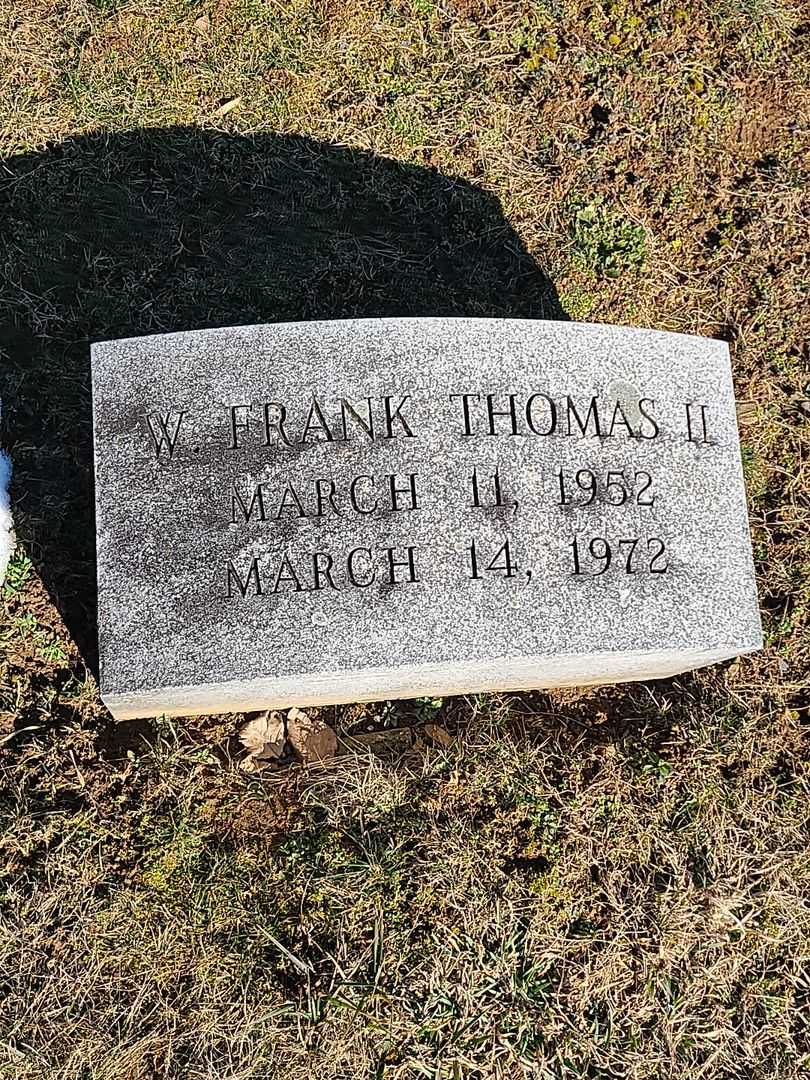 W. FRANK THOMAS II
MARCH 11, 1952
MARCH 14, 1972